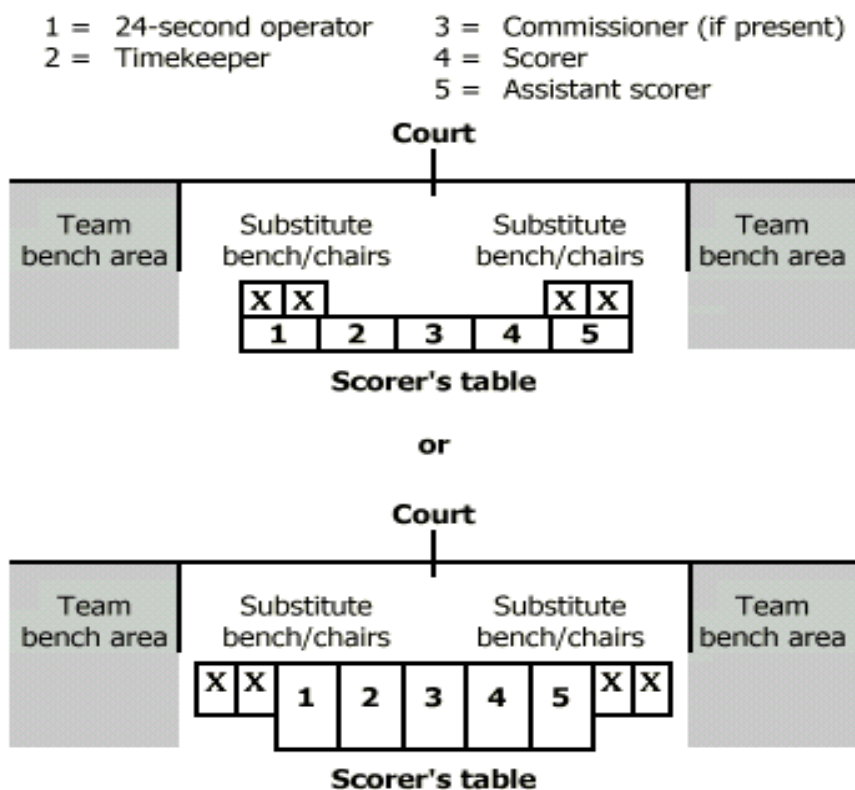 1 = 24-second operator
2 = Timekeeper
3 = Commissioner (if present)
4 = Scorer
5 = Assistant scorer
Court
Team
bench area
Substitute
bench/chairs
Substitute
bench/chairs
Team
bench area
X X X X
1 2 3 4 5
Scorer's table
or
Court
Team
bench area
Substitute
bench/chairs
Substitute
bench/chairs
Team
bench area
X X 1 2 3 4 5 X X
Scorer's table